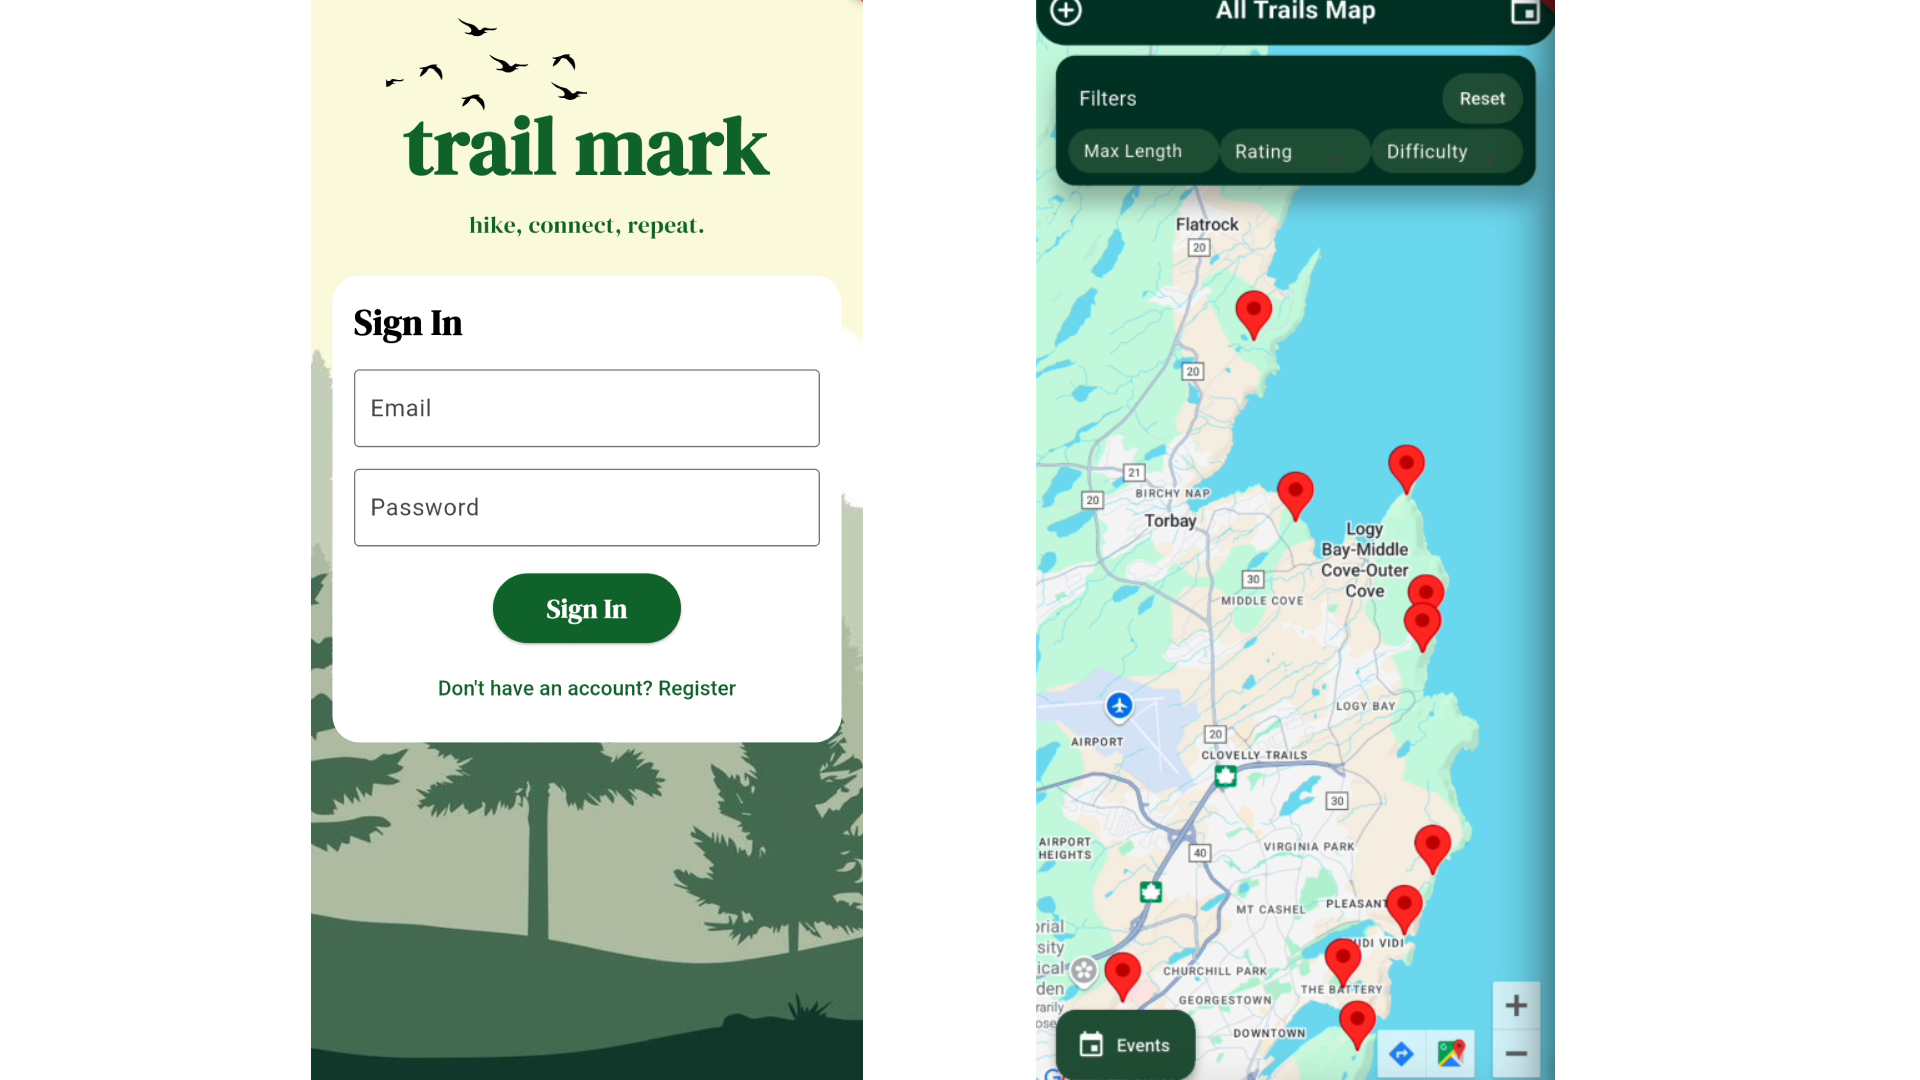 trail mark
hike, connect, repeat.
Sign In
Email
Password
Sign In
Don't have an account? Register
All Trails Map
Filters
Reset
Max Length
Rating
Difficulty
Flatrock
20
20
21
20
BIRCHY NAP
Torbay
Logy
Bay-Middle
Cove-Outer
Cove
30
MIDDLE COVE
LOGY BAY
20
AIRPORT
CLOVELLY TRAILS
30
AIRPORT
HEIGHTS
40
VIRGINIA PARK
MT CASHEL
PLEASANT
UDI VIDI
orial
sity
ical
den
rarily
ose
CHURCHILL PARK
THE BATTERY
GEORGESTOWN
DOWNTOWN
Events
G
+
−